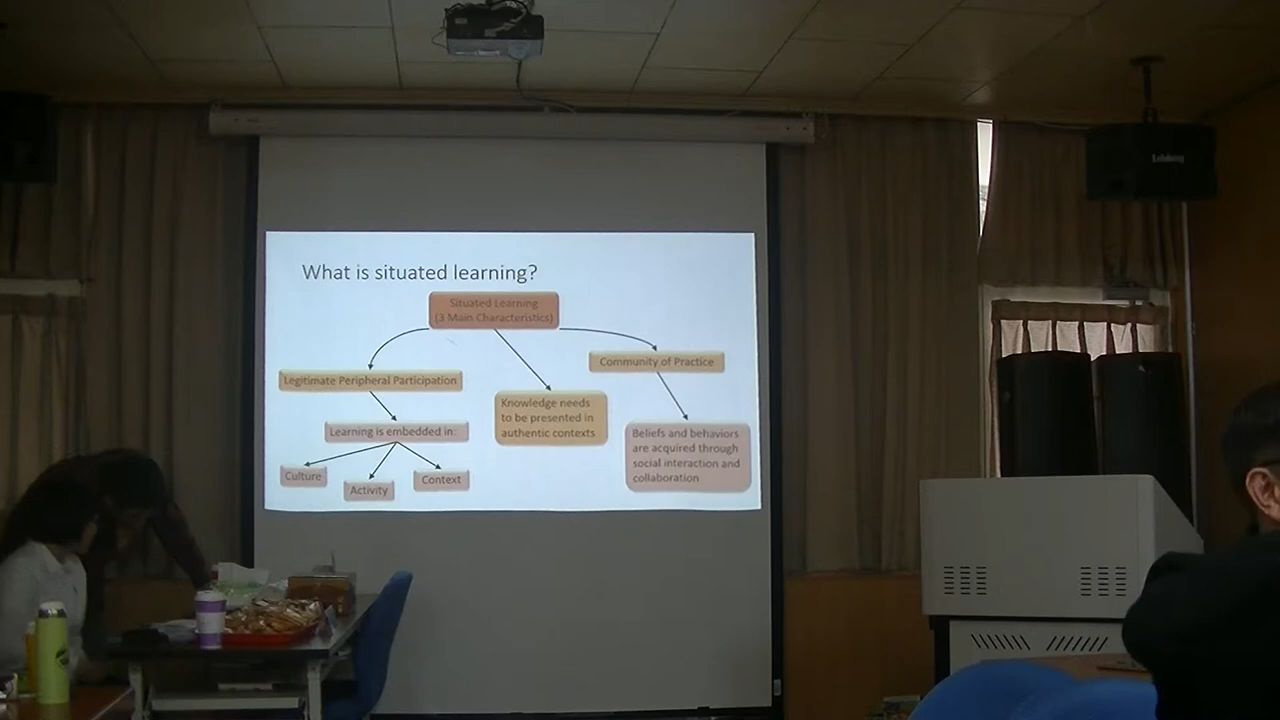 What is situated learning?
Situated Learning
(3 Main Characteristics)
Legitimate Peripheral Participation
Learning is embedded in:
Culture
Activity
Context
Knowledge needs
to be presented in
authentic contexts
Community of Practice
Beliefs and behaviors
are acquired through
social interaction and
collaboration